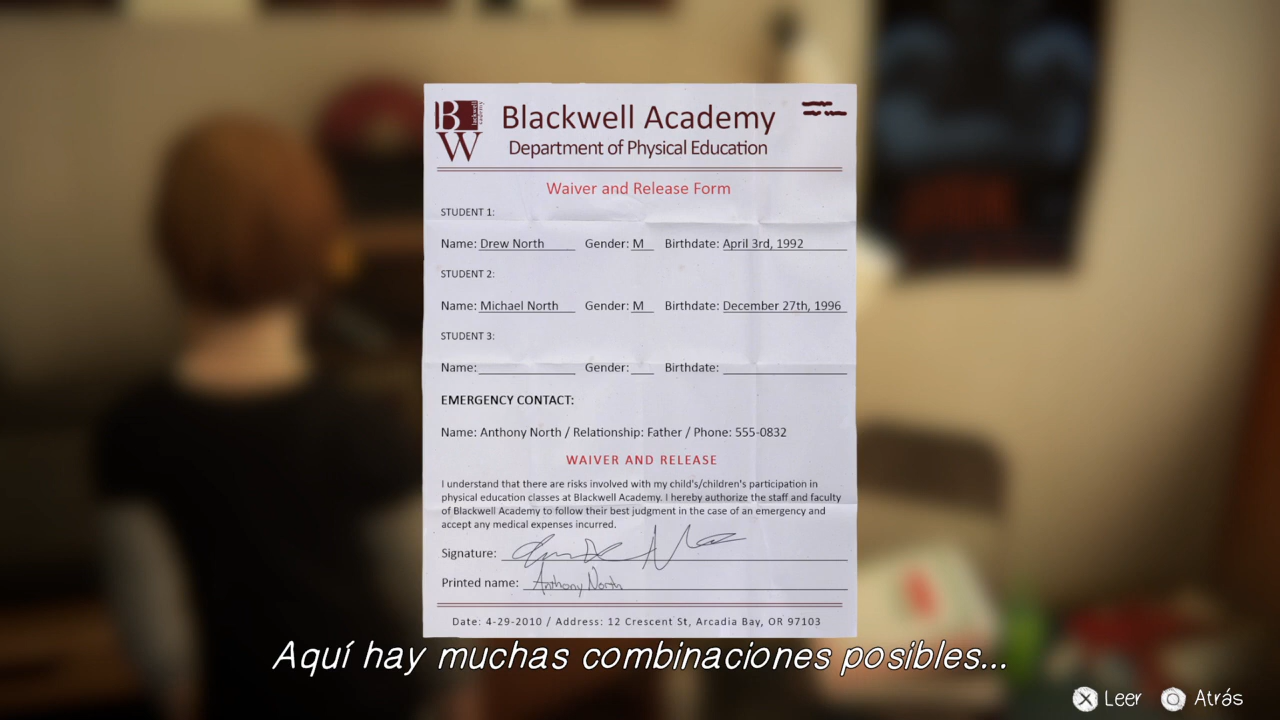 BW
Blackwell Academy
Department of Physical Education
Waiver and Release Form
STUDENT 1:
Name: Drew North Gender: M Birthdate: April 3rd, 1992
STUDENT 2:
Name: Michael North Gender: M Birthdate: December 27th, 1996
STUDENT 3:
Name: Gender: Birthdate:
EMERGENCY CONTACT:
Name: Anthony North / Relationship: Father / Phone: 555-0832
WAIVER AND RELEASE
I understand that there are risks involved with my child's/children's participation in
physical education classes at Blackwell Academy. I hereby authorize the staff and faculty
of Blackwell Academy to follow their best judgment in the case of an emergency and
accept any medical expenses incurred.
Signature:
Printed name: Anthony North
Date: 4-29-2010 / Address: 12 Crescent St, Arcadia Bay, OR 97103
Aquí hay muchas combinaciones posibles...
Leer Atrás